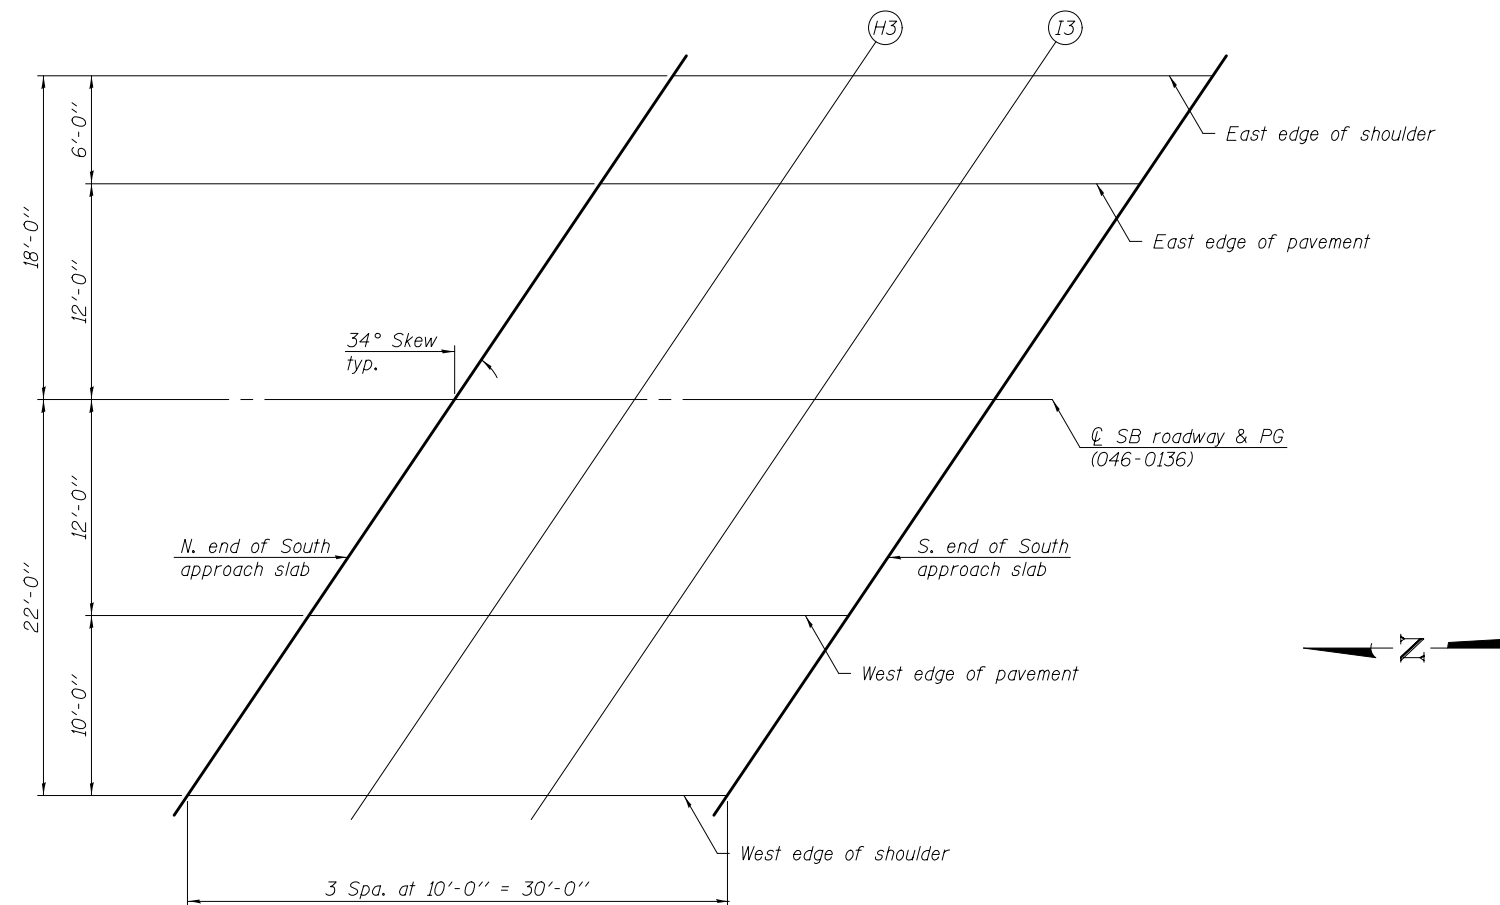 H3
I3
6'-0"
18'-0"
12'-0"
East edge of shoulder
East edge of pavement
34° Skew
typ.
℄ SB roadway & PG
(046-0136)
12'-0"
22'-0"
10'-0"
N. end of South
approach slab
S. end of South
approach slab
N
West edge of pavement
West edge of shoulder
3 Spa. at 10'-0" = 30'-0"